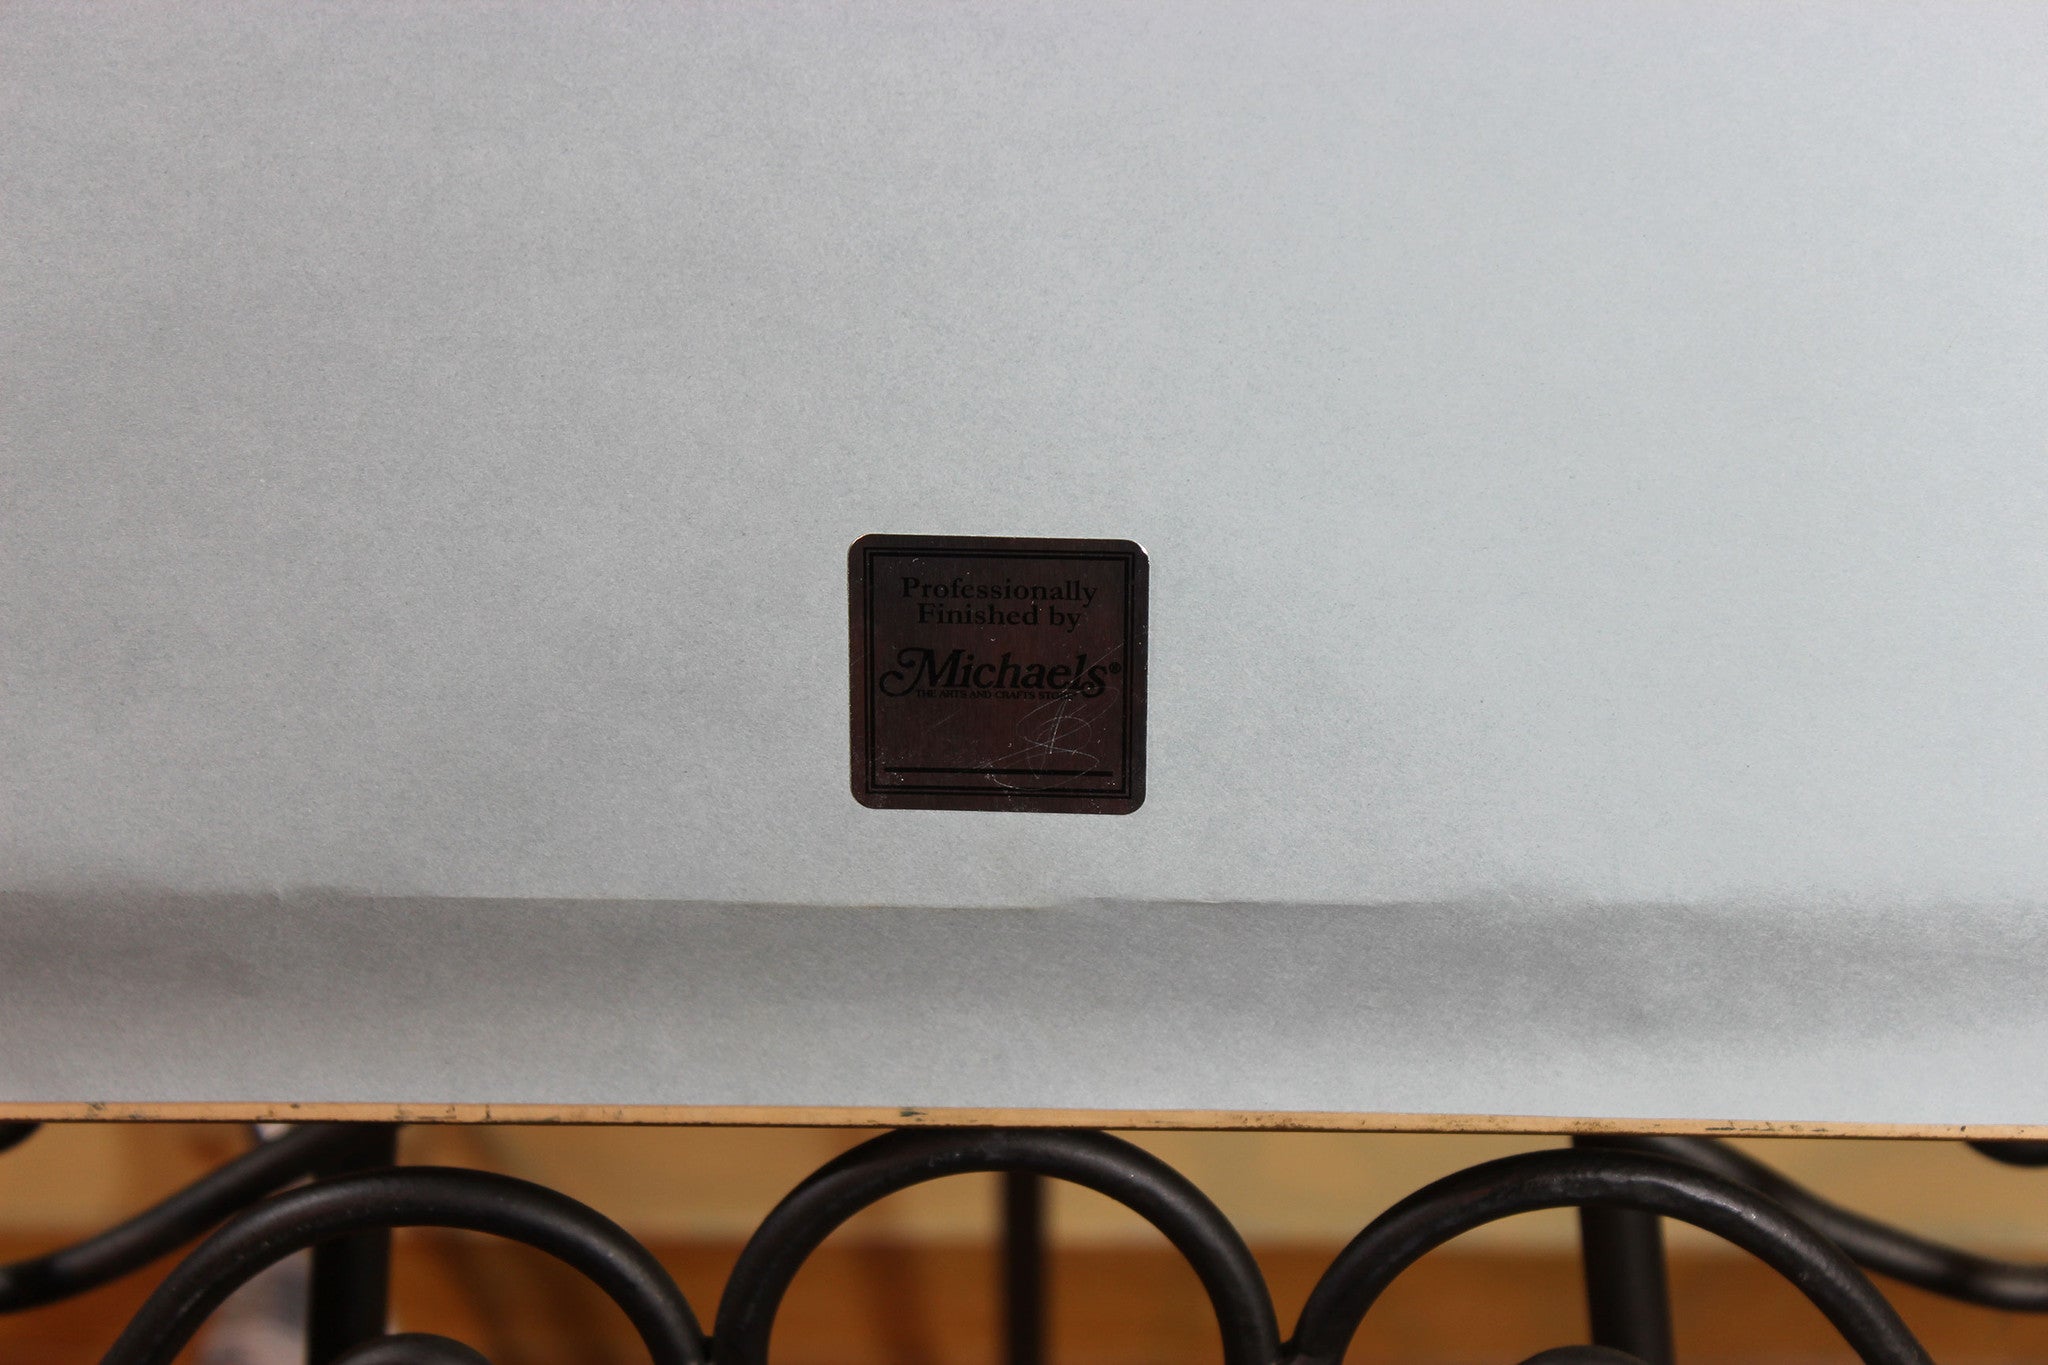 Professionally
Finished by
Michaels®
THE ARTS AND CRAFTS STORE